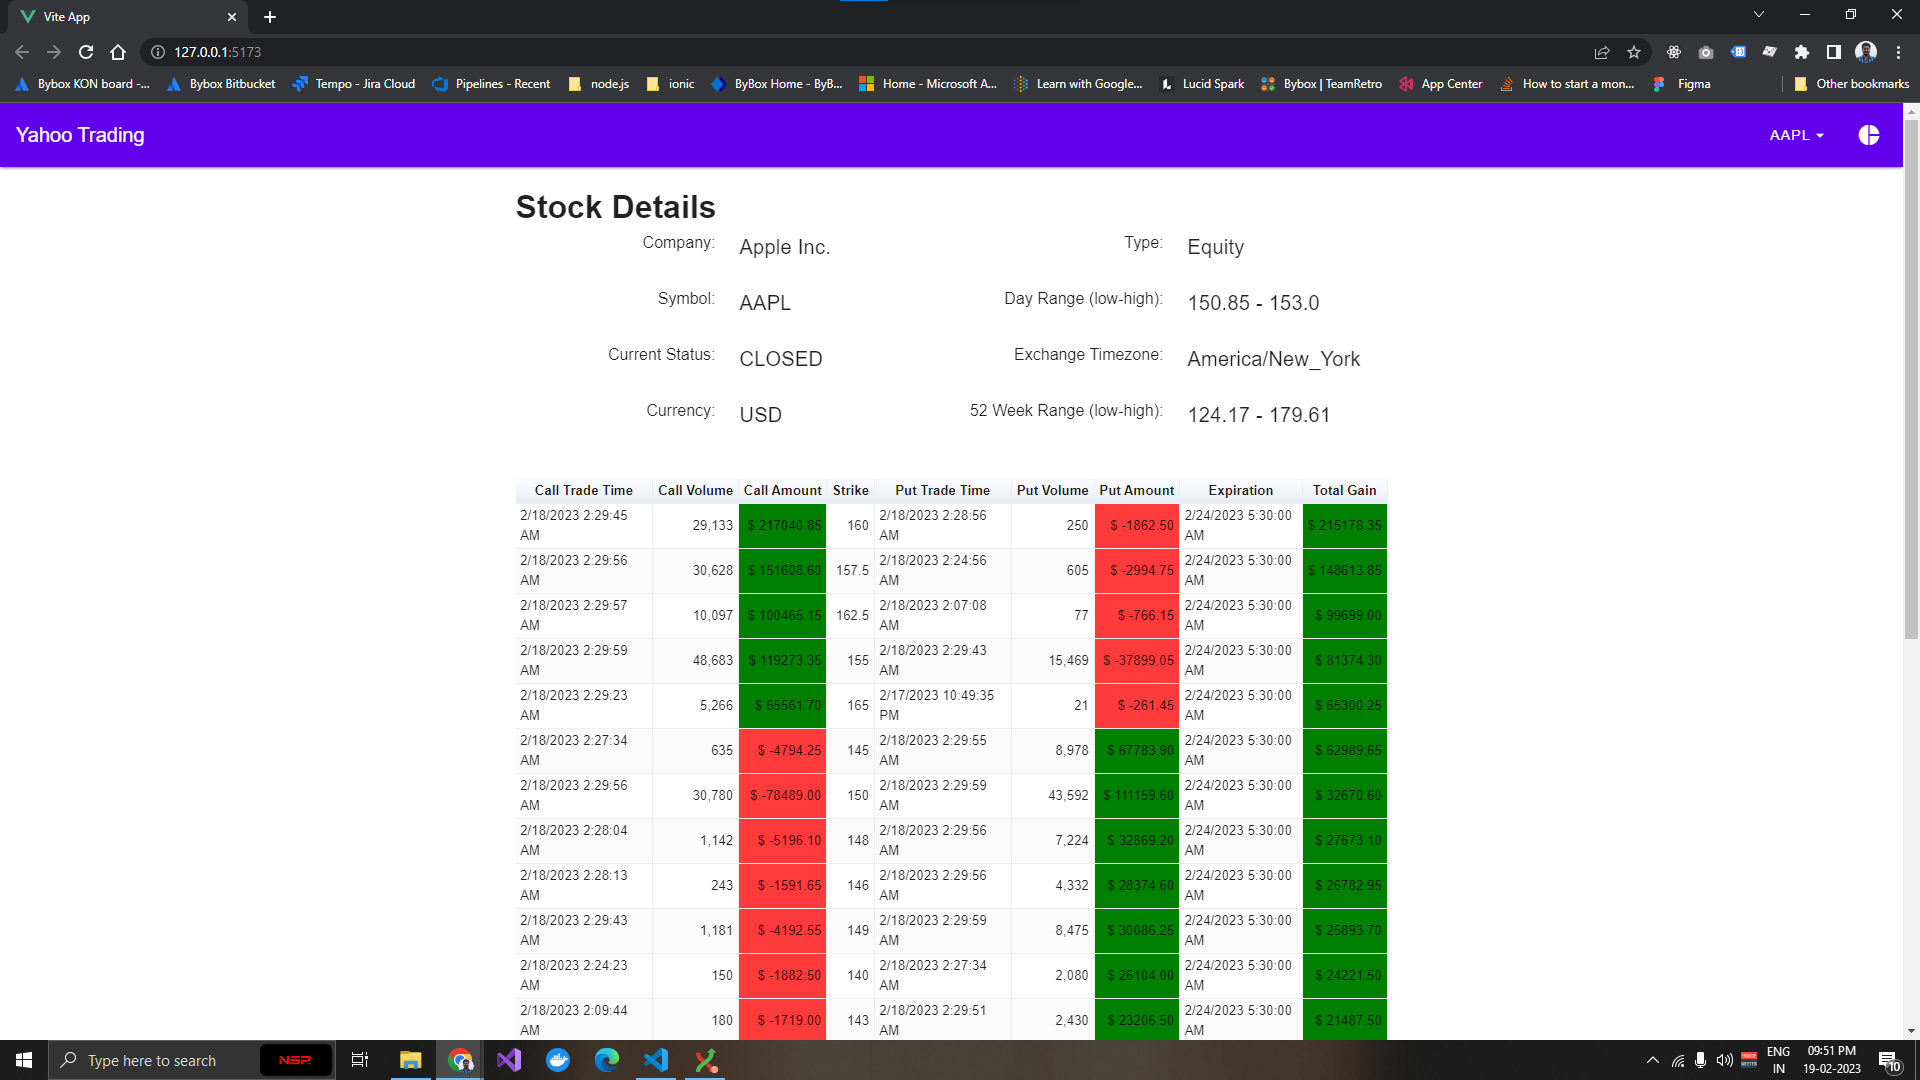 Vite App
127.0.0.1:5173
Bybox KON board -... Bybox Bitbucket Tempo - Jira Cloud Pipelines - Recent node.js ionic ByBox Home - ByB... Home - Microsoft A... Learn with Google... Lucid Spark Bybox | TeamRetro App Center How to start a mon... Figma Other bookmarks
Yahoo Trading AAPL
Stock Details
Company: Apple Inc. Type: Equity
Symbol: AAPL Day Range (low-high): 150.85 - 153.0
Current Status: CLOSED Exchange Timezone: America/New_York
Currency: USD 52 Week Range (low-high): 124.17 - 179.61
Call Trade Time Call Volume Call Amount Strike Put Trade Time Put Volume Put Amount Expiration Total Gain
2/18/2023 2:29:45 AM 29,133 $ 217040.85 160 2/18/2023 2:28:56 AM 250 $ -1862.50 2/24/2023 5:30:00 AM $ 215178.35
2/18/2023 2:29:56 AM 30,628 $ 151608.60 157.5 2/18/2023 2:24:56 AM 605 $ -2994.75 2/24/2023 5:30:00 AM $ 148613.85
2/18/2023 2:29:57 AM 10,097 $ 100465.15 162.5 2/18/2023 2:07:08 AM 77 $ -766.15 2/24/2023 5:30:00 AM $ 99699.00
2/18/2023 2:29:59 AM 48,683 $ 119273.35 155 2/18/2023 2:29:43 AM 15,469 $ -37899.05 2/24/2023 5:30:00 AM $ 81374.30
2/18/2023 2:29:23 AM 5,266 $ 65561.70 165 2/17/2023 10:49:35 PM 21 $ -261.45 2/24/2023 5:30:00 AM $ 65300.25
2/18/2023 2:27:34 AM 635 $ -4794.25 145 2/18/2023 2:29:55 AM 8,978 $ 67783.90 2/24/2023 5:30:00 AM $ 62989.65
2/18/2023 2:29:56 AM 30,780 $ -78489.00 150 2/18/2023 2:29:59 AM 43,592 $ 111159.60 2/24/2023 5:30:00 AM $ 32670.60
2/18/2023 2:28:04 AM 1,142 $ -5196.10 148 2/18/2023 2:29:56 AM 7,224 $ 32869.20 2/24/2023 5:30:00 AM $ 27673.10
2/18/2023 2:28:13 AM 243 $ -1591.65 146 2/18/2023 2:29:56 AM 4,332 $ 28374.60 2/24/2023 5:30:00 AM $ 26782.95
2/18/2023 2:29:43 AM 1,181 $ -4192.55 149 2/18/2023 2:29:59 AM 8,475 $ 30086.25 2/24/2023 5:30:00 AM $ 25893.70
2/18/2023 2:24:23 AM 150 $ -1882.50 140 2/18/2023 2:27:34 AM 2,080 $ 26104.00 2/24/2023 5:30:00 AM $ 24221.50
2/18/2023 2:09:44 AM 180 $ -1719.00 143 2/18/2023 2:29:51 AM 2,430 $ 23206.50 2/24/2023 5:30:00 AM $ 21487.50
Type here to search NSP ENG 09:51 PM
IN 19-02-2023 10